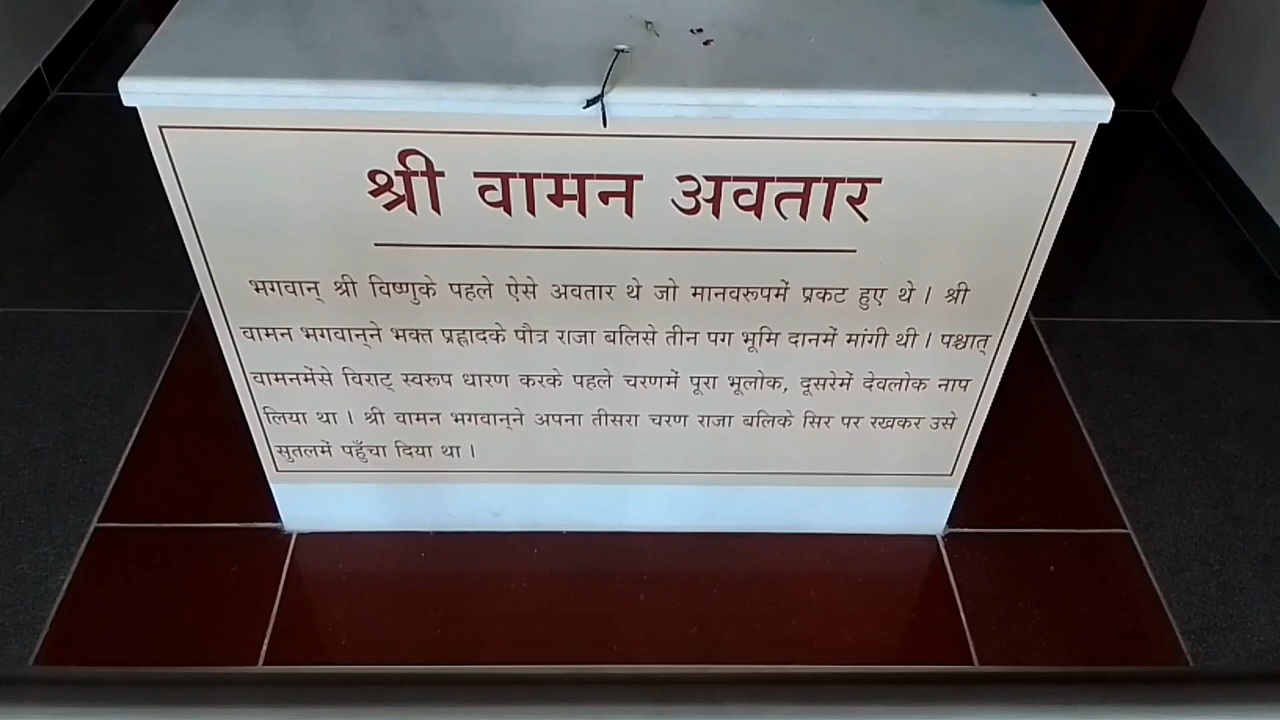 श्री वामन अवतार
भगवान् श्री विष्णुके पहले ऐसे अवतार थे जो मानवरूपमें प्रकट हुए थे । श्री
वामन भगवान्‌ने भक्त प्रह्लादके पौत्र राजा बलिसे तीन पग भूमि दानमें मांगी थी । पश्चात्
वामनमेंसे विराट् स्वरूप धारण करके पहले चरणमें पूरा भूलोक, दूसरेमें देवलोक नाप
लिया था । श्री वामन भगवान्‌ने अपना तीसरा चरण राजा बलिके सिर पर रखकर उसे
सुतलमें पहुँचा दिया था ।